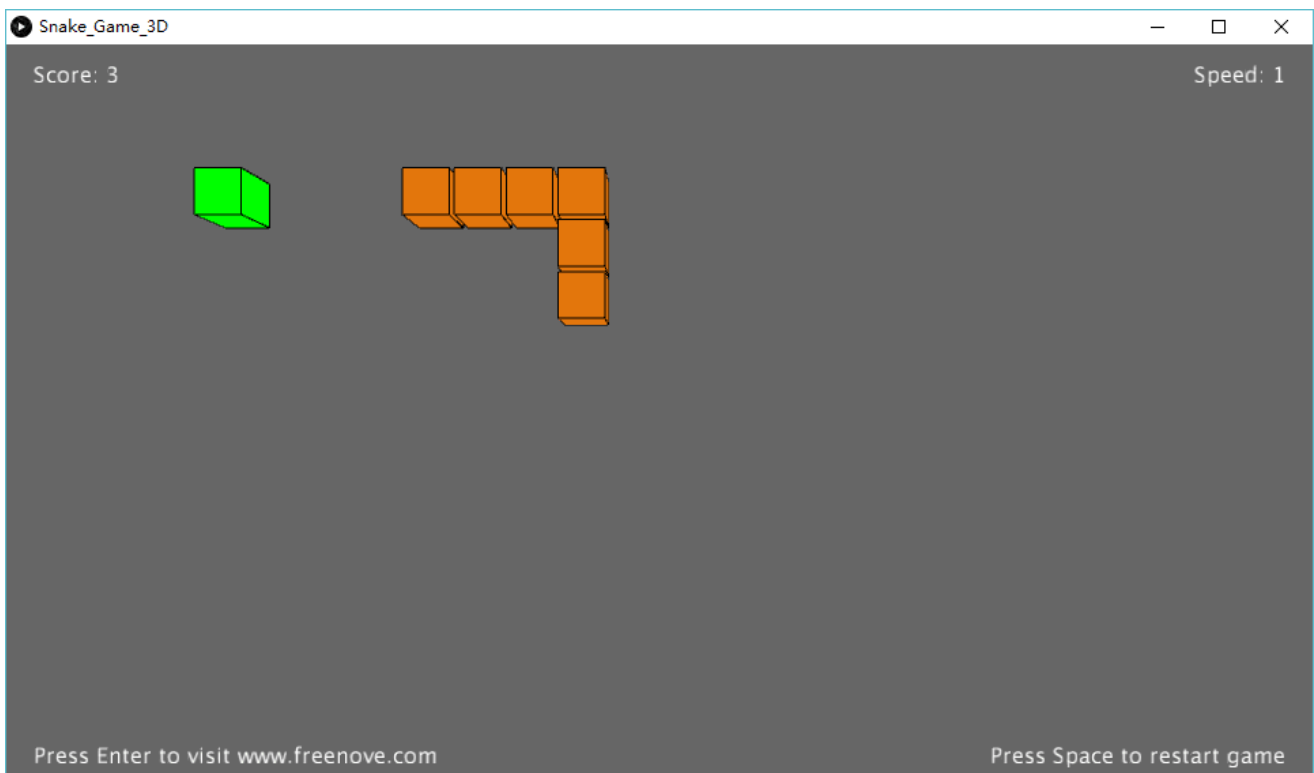 Snake_Game_3D
Score: 3
Speed: 1
Press Enter to visit www.freenove.com
Press Space to restart game